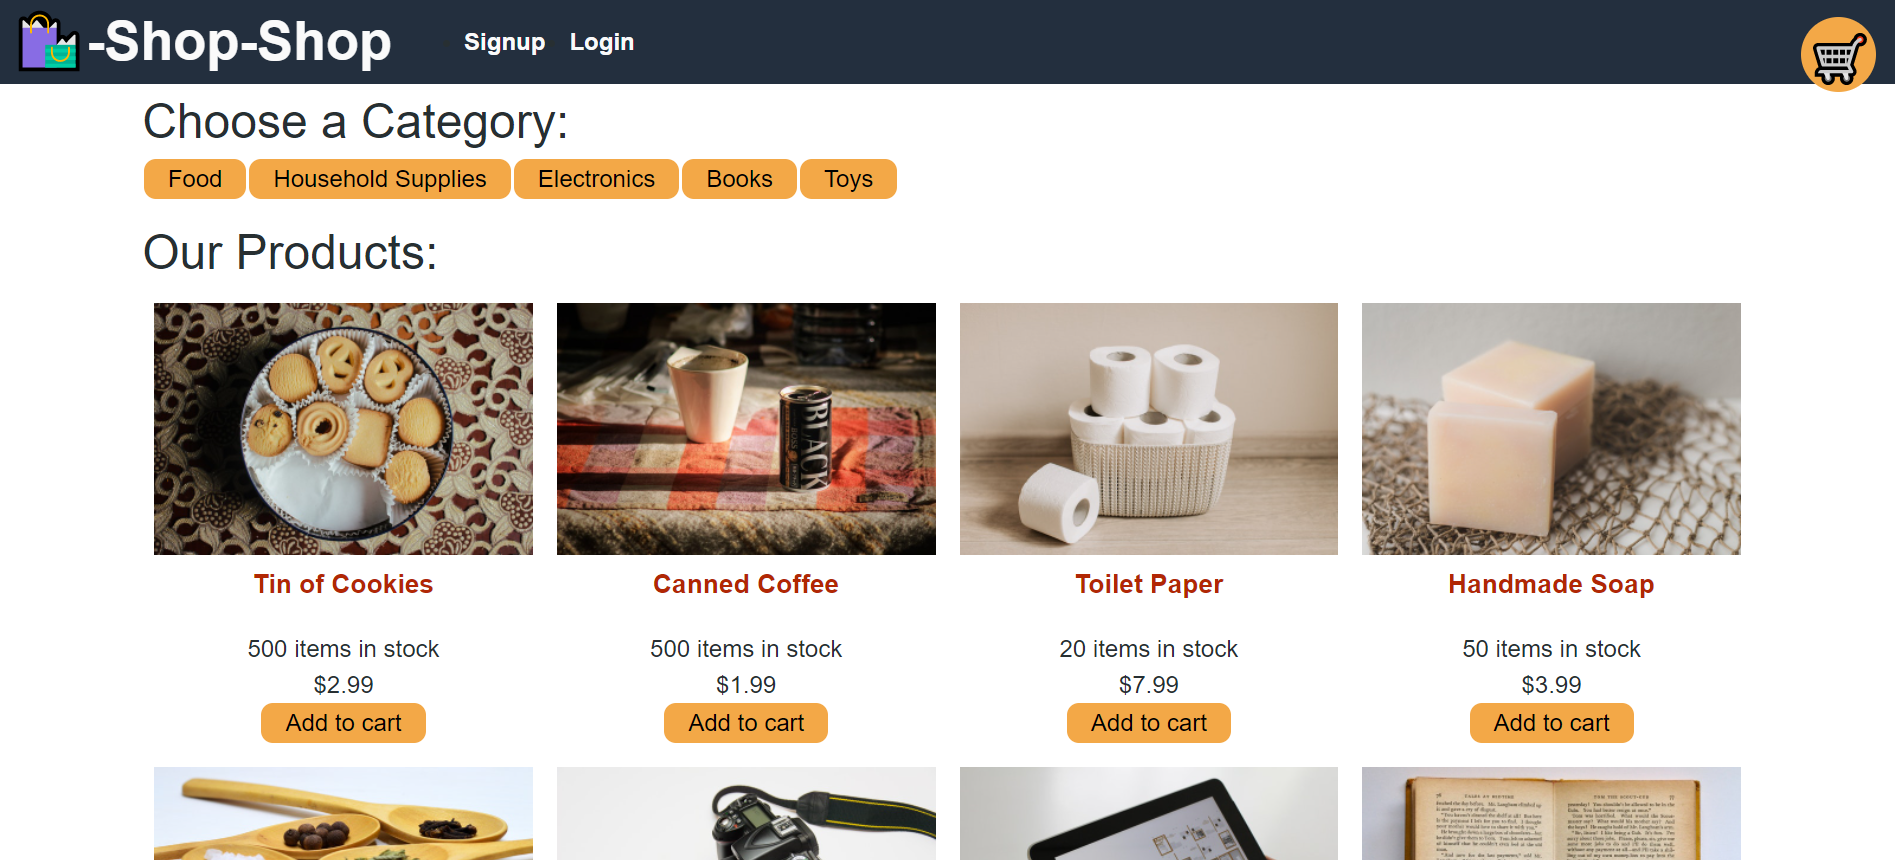 -Shop-Shop
Signup Login
Choose a Category:
Food Household Supplies Electronics Books Toys
Our Products:
BLACK
BOSS
Tin of Cookies Canned Coffee Toilet Paper Handmade Soap
500 items in stock 500 items in stock 20 items in stock 50 items in stock
$2.99 $1.99 $7.99 $3.99
Add to cart Add to cart Add to cart Add to cart